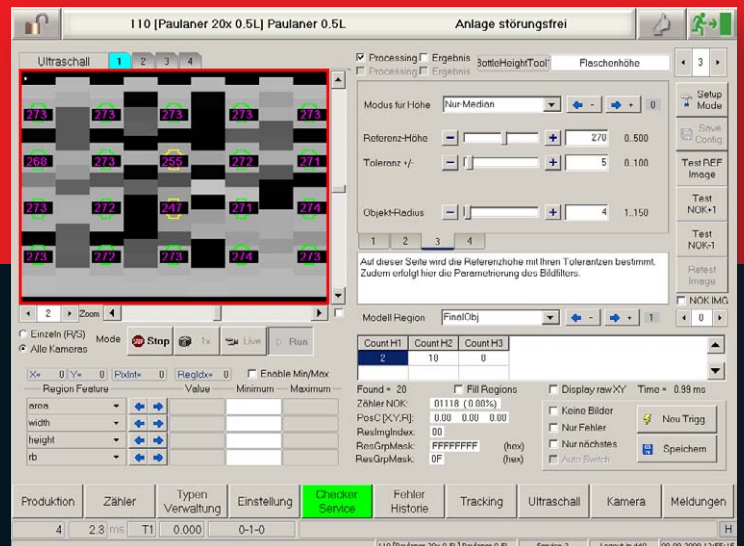 110 [Paulaner 20x 0.5L] Paulaner 0.5L Anlage störungsfrei
Ultraschall 1 2 3 4
Processing Ergebnis
Processing Ergebnis
BottleHeightTool Flaschenhöhe
3
273 273 273 273 273
268 273 255 272 271
273 272 247 271 274
273 273 273 274 273
Modus für Höhe Nur-Median - + 0
Referenz-Höhe - + 270 0..500
Toleranz +/- - + 5 0..100
Objekt-Radius - + 4 1..150
1 2 3 4
Auf dieser Seite wird die Referenzhöhe mit Ihren Tolerantzen bestimmt.
Zudem erfolgt hier die Parametrierung des Bildfilters.
Setup Mode
Save Config.
Test REF Image
Test NOK+1
Test NOK-1
Retest Image
NOK IMG
0
2 Zoom
Modell Region FinalObj - + 1
Einzeln (R/S)
Alle Kameras
Mode Stop 1x Live Run
Count H1 Count H2 Count H3
2 18 0
X= 0 Y= 0 PixInt= 0 RegIdx= 0 Enable Min/Max
Region Feature Value Minimum Maximum
area
width
height
rb
Found = 20 Fill Regions Display raw XY Time = 0.99 ms
Zähler NOK: 01118 (0.00%)
PosC [X,Y,R]: 0.00 0.00 0.00
ResImgIndex: 00
ResGrpMask: FFFFFFFF (hex)
ResGrpMask: 0F (hex)
Keine Bilder
Nur Fehler
Nur nächstes
Auto Switch
Neu Trigg.
Speichern
Produktion
Zähler
Typen Verwaltung
Einstellung
Checker Service
Fehler Historie
Tracking
Ultraschall
Kamera
Meldungen
4 2.3 ms T1 0.000 0-1-0 H
110 [Paulaner 20x 0.5L] Paulaner 0.5L